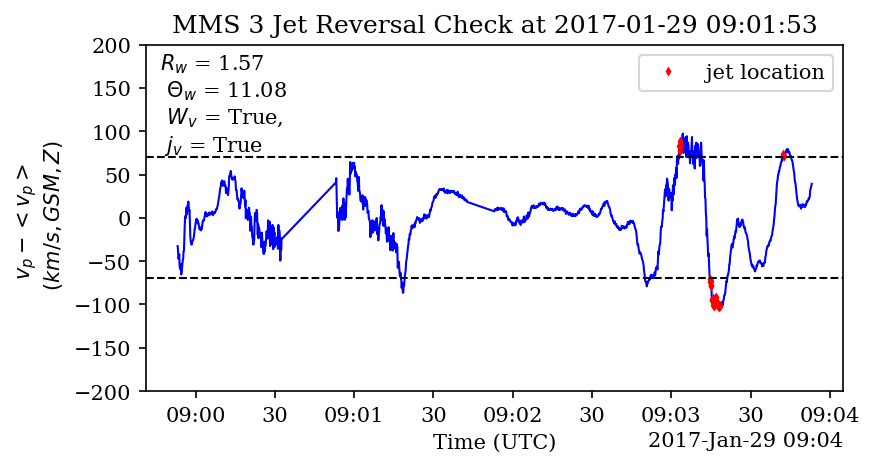 MMS 3 Jet Reversal Check at 2017-01-29 09:01:53
200
150
100
50
0
−50
−100
−150
−200
v_p − <v_p>
(km/s, GSM, Z)
R_w = 1.57
Θ_w = 11.08
W_v = True,
j_v = True
jet location
09:00 30 09:01 30 09:02 30 09:03 30 09:04
Time (UTC)
2017-Jan-29 09:04